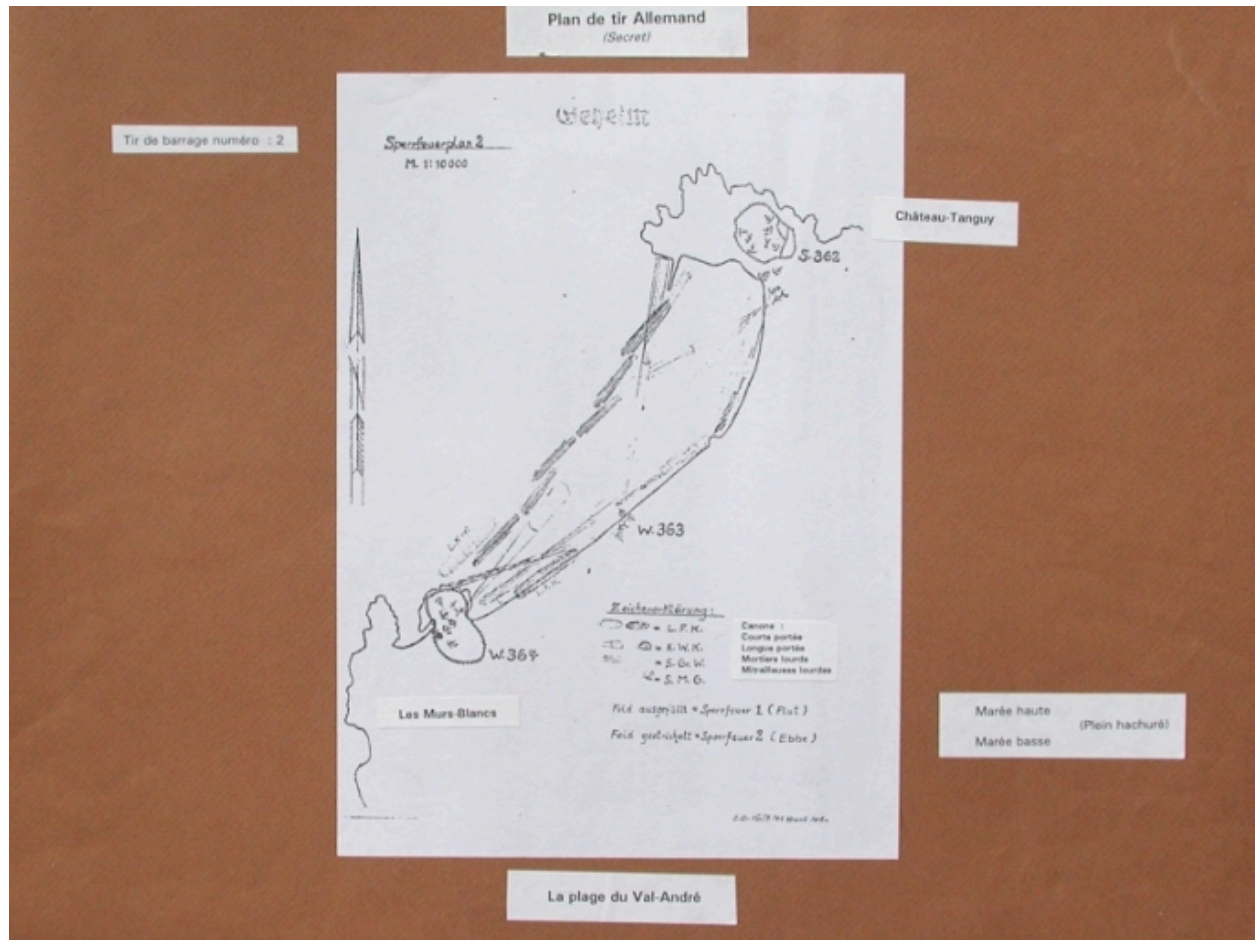 Plan de tir Allemand
(Secret)
Geheim
Tir de barrage numéro : 2
Sperrfeuerplan 2
M. 1:10000
Château-Tanguy
S.362
W.363
L.F.K.
W.364
Les Murs-Blancs
Zeichenerklärung:
= L.F.K.
= K.W.K.
= S.Gr.W.
= S.M.G.
Canons :
Courte portée
Longue portée
Mortiers lourds
Mitrailleuses lourdes
Feld ausgefüllt = Sperrfeuer 1 (Flut)
Feld gestrichelt = Sperrfeuer 2 (Ebbe)
Marée haute
(Plein hachuré)
Marée basse
La plage du Val-André